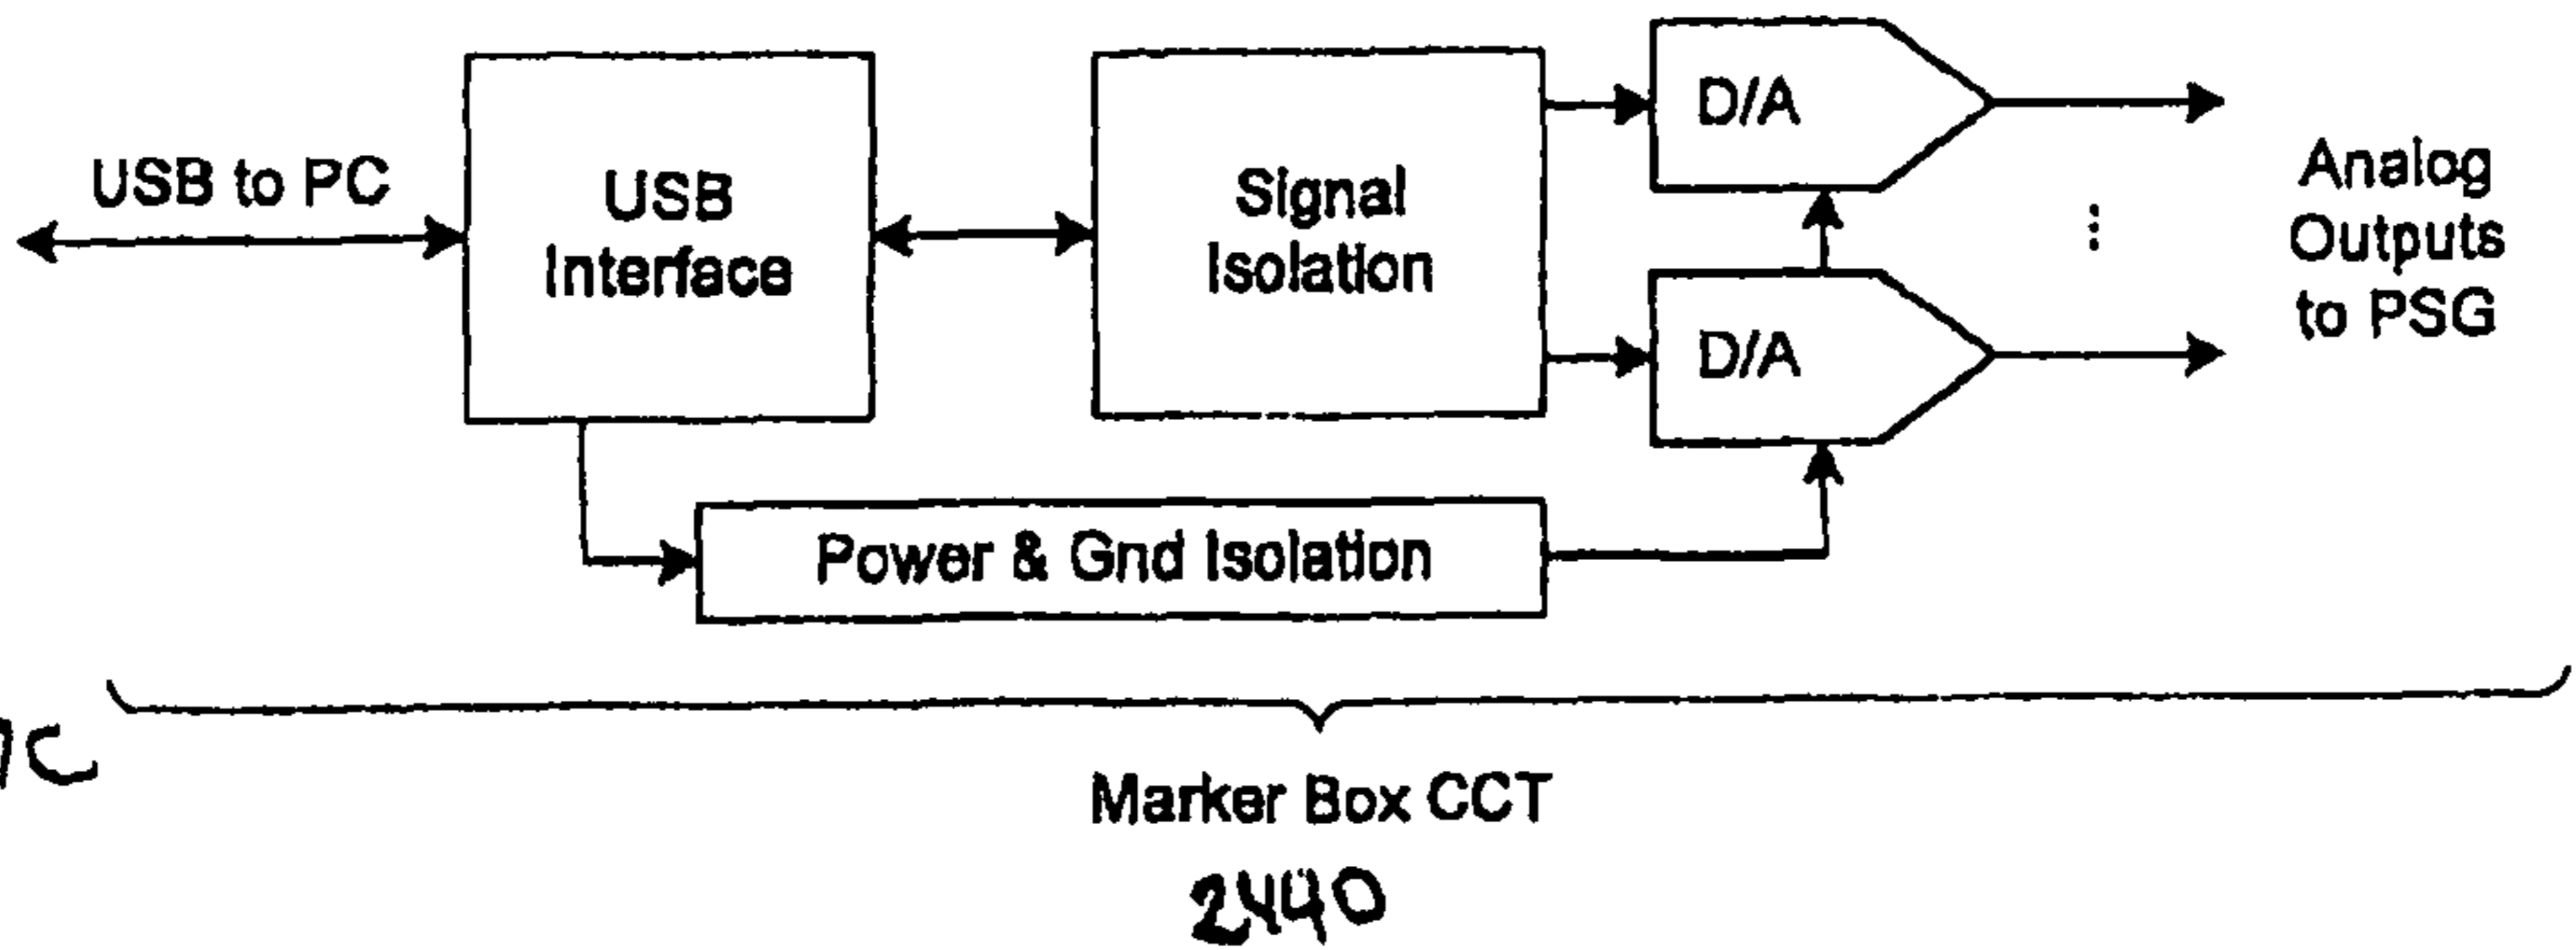 USB to PC
USB
Interface
Signal
Isolation
D/A
D/A
Analog
Outputs
to PSG
Power & Gnd Isolation
Marker Box CCT
2440